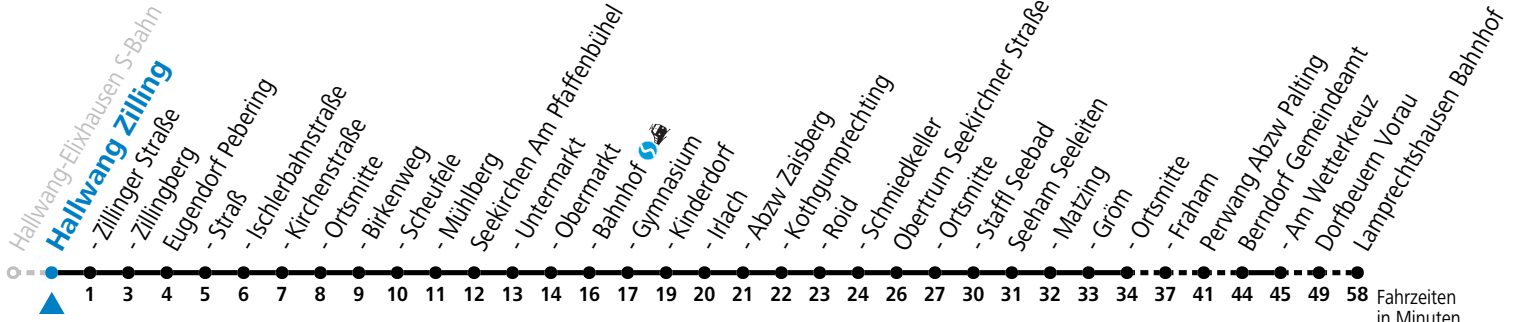 Hallwang-Elixhausen S-Bahn
Hallwang Zilling
- Zillinger Straße
- Zillingberg
Eugendorf Pebering
- Straß
- Ischlerbahnstraße
- Kirchenstraße
- Ortsmitte
- Birkenweg
- Scheufele
- Mühlberg
Seekirchen Am Pfaffenbühel
- Untermarkt
- Obermarkt
- Bahnhof
- Gymnasium
- Kinderdorf
- Irlach
- Abzw Zaisberg
- Kothgumprechting
- Roid
- Schmiedkeller
Obertrum Seekirchner Straße
- Ortsmitte
- Staffl Seebad
Seeham Seeleiten
- Matzing
- Gröm
- Ortsmitte
- Fraham
Perwang Abzw Palting
Berndorf Gemeindeamt
- Am Wetterkreuz
Dorfbeuern Vorau
Lamprechtshausen Bahnhof
1 3 4 5 6 7 8 9 10 11 12 13 14 16 17 19 20 21 22 23 24 26 27 30 31 32 33 34 37 41 44 45 49 58 Fahrzeiten
in Minuten